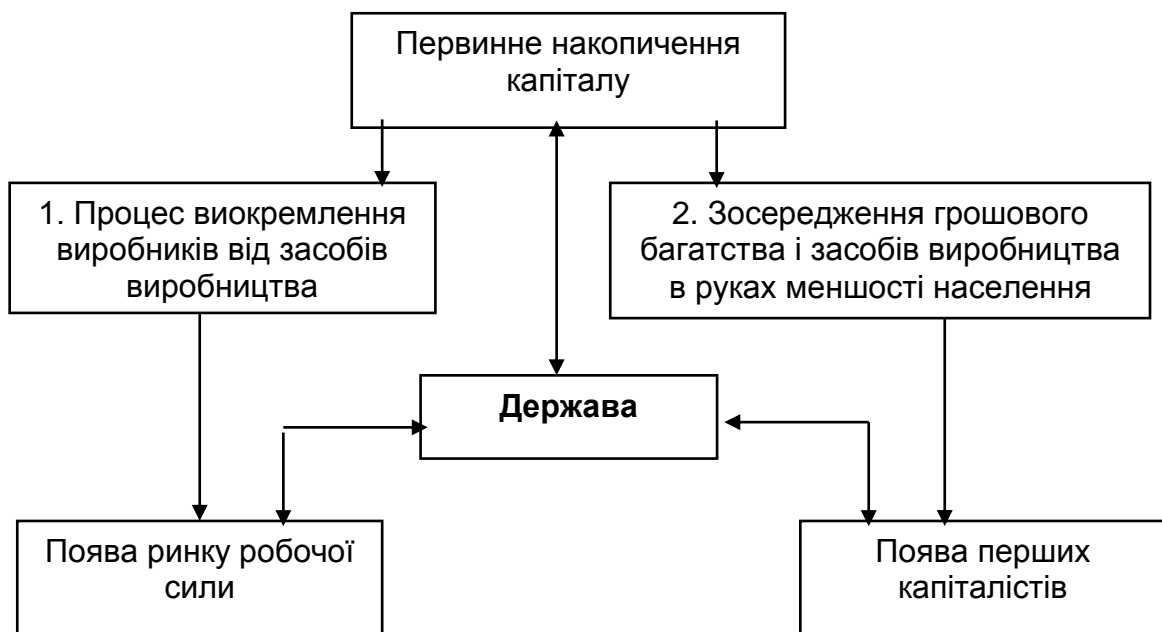 Первинне накопичення
капіталу
1. Процес виокремлення
виробників від засобів
виробництва
2. Зосередження грошового
багатства і засобів виробництва
в руках меншості населення
Держава
Поява ринку робочої
сили
Поява перших
капіталістів